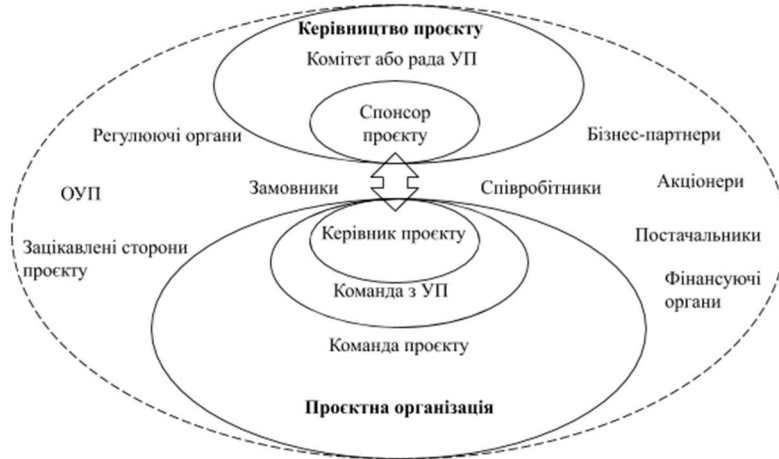 Керівництво проєкту
Комітет або рада УП
Спонсор
проєкту
Регулюючі органи
Бізнес-партнери
ОУП
Замовники
Співробітники
Акціонери
Зацікавлені сторони
проєкту
Керівник проєкту
Постачальники
Команда з УП
Фінансуючі
органи
Команда проєкту
Проєктна організація